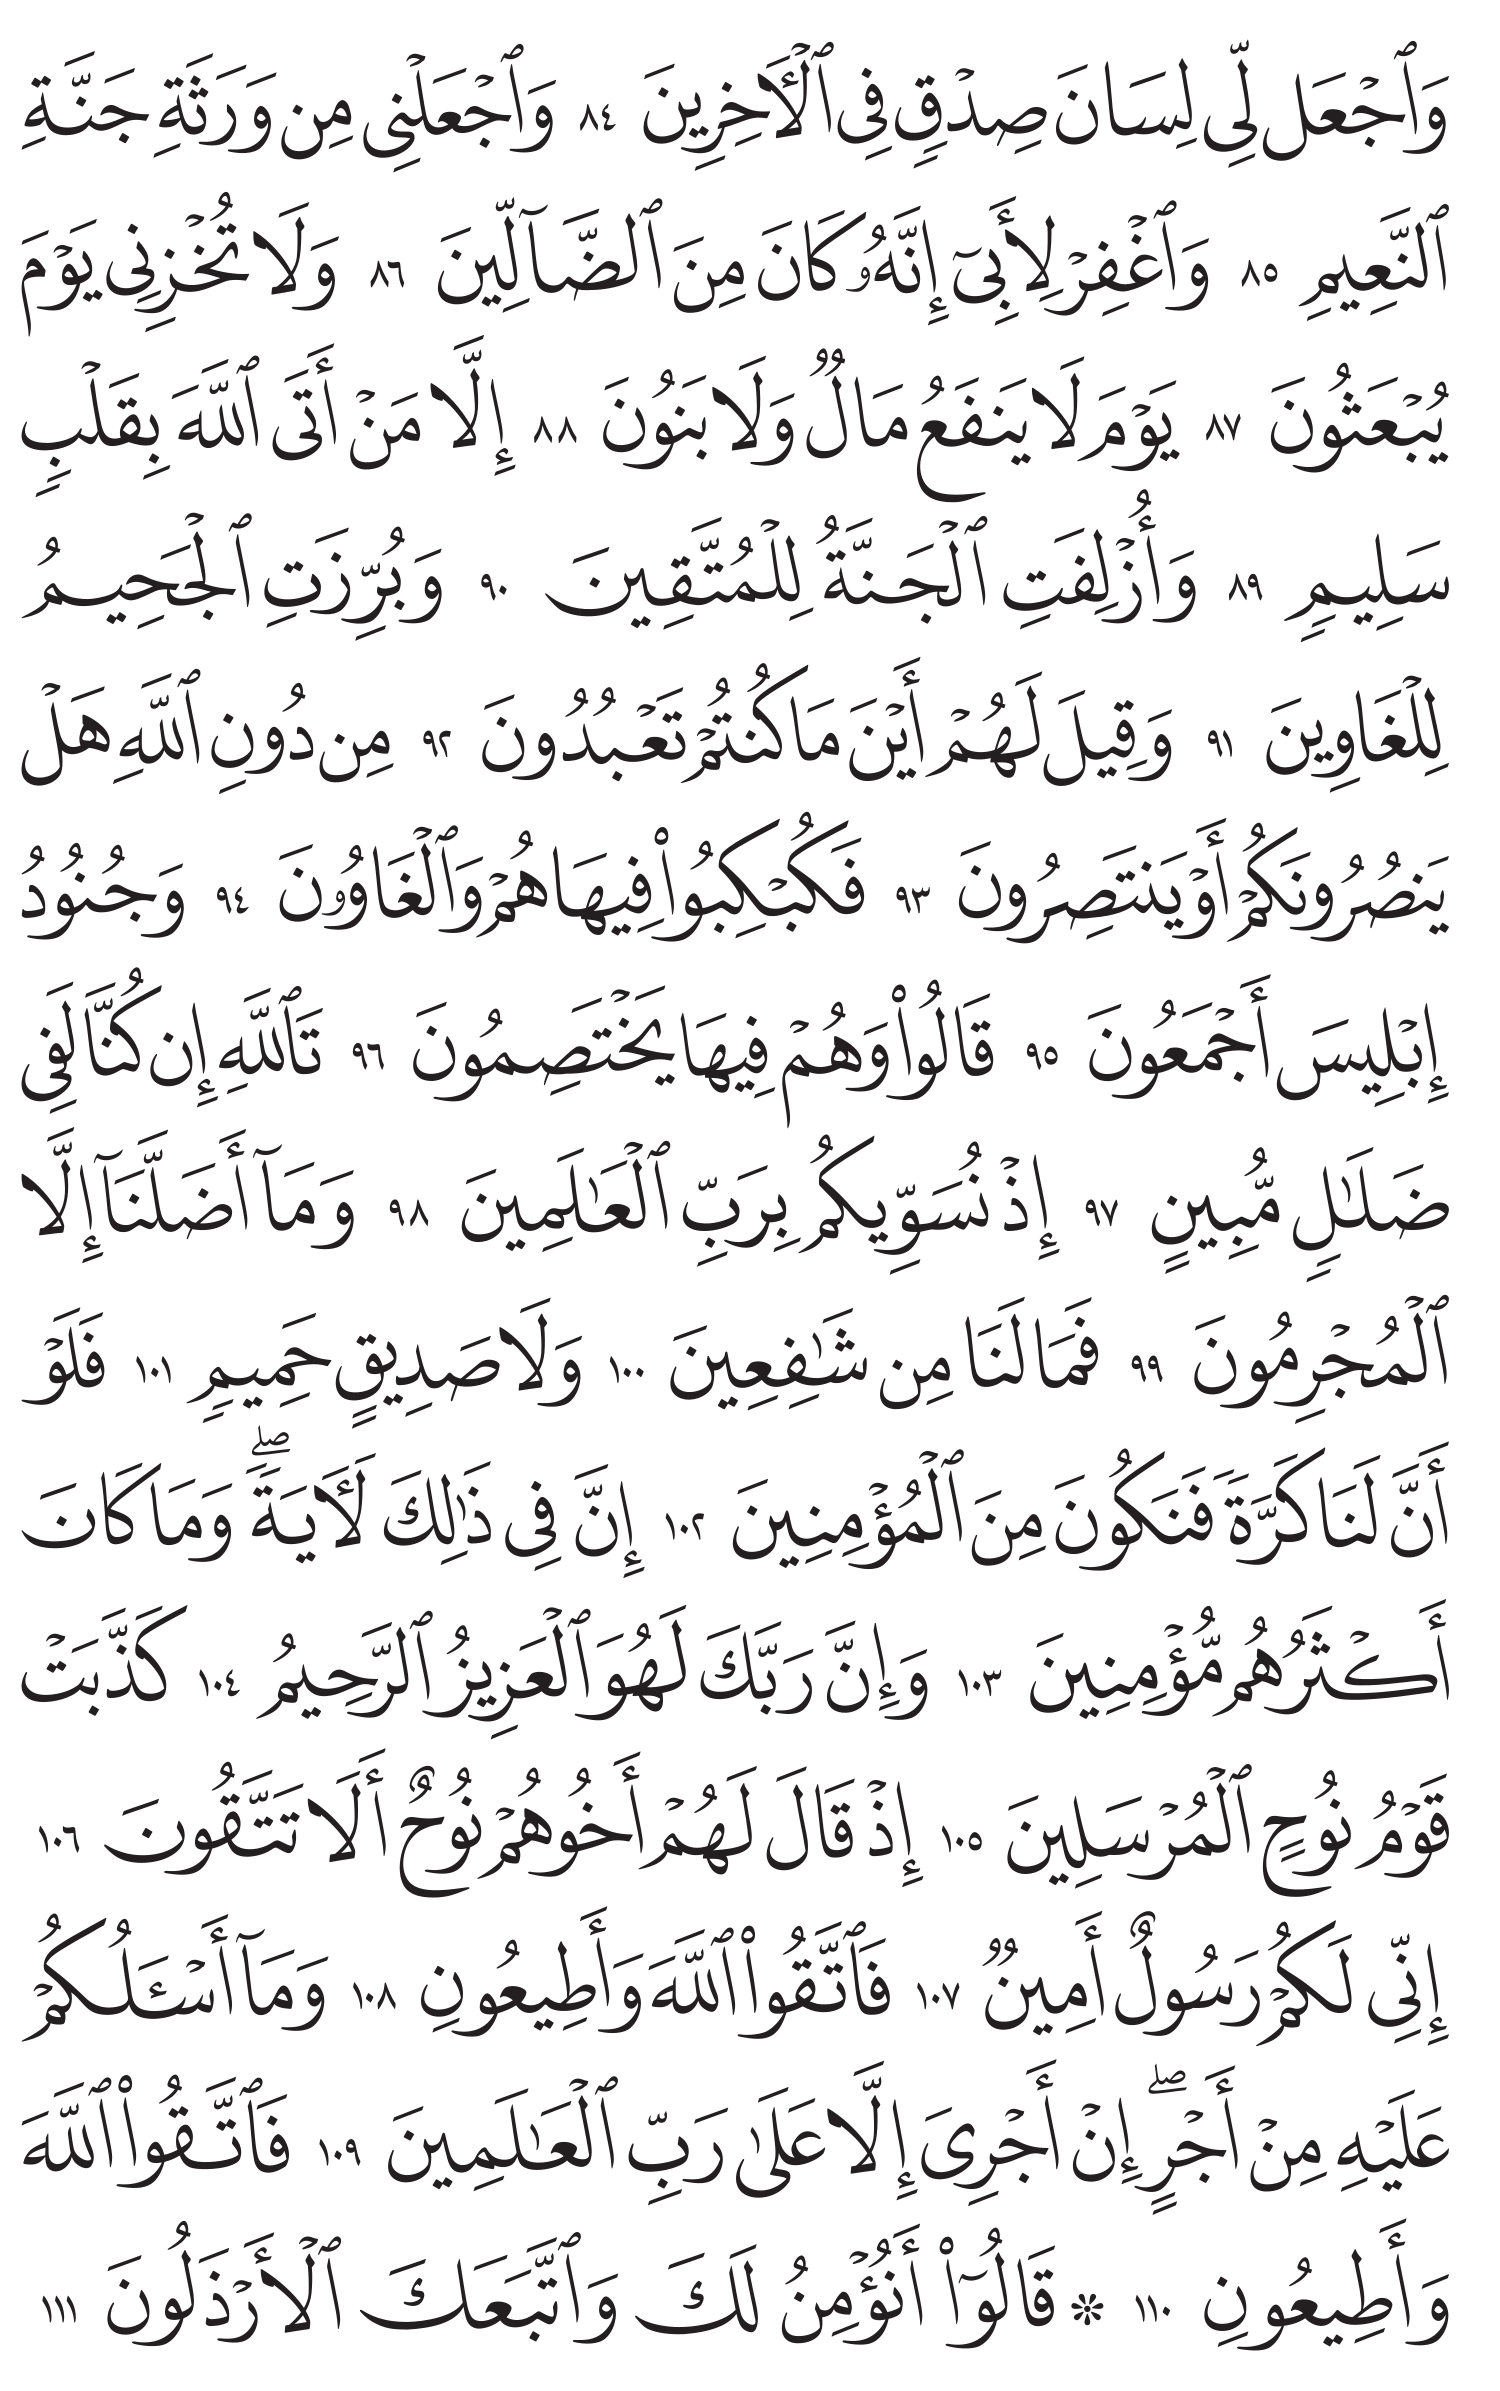 وَٱجۡعَل لِّى لِسَانَ صِدۡقٍ فِى ٱلۡأَخِرِينَ ٨٤ وَٱجۡعَلۡنِى مِن وَرَثَةِ جَنَّةِ
ٱلنَّعِيمِ ٨٥ وَٱغۡفِرۡ لِأَبِىٓ إِنَّهُۥ كَانَ مِنَ ٱلضَّآلِّينَ ٨٦ وَلَا تُخۡزِنِى يَوۡمَ
يُبۡعَثُونَ ٨٧ يَوۡمَ لَا يَنفَعُ مَالٌ وَلَا بَنُونَ ٨٨ إِلَّا مَنۡ أَتَى ٱللَّهَ بِقَلۡبٍ
سَلِيمٍ ٨٩ وَأُزۡلِفَتِ ٱلۡجَنَّةُ لِلۡمُتَّقِينَ ٩٠ وَبُرِّزَتِ ٱلۡجَحِيمُ
لِلۡغَاوِينَ ٩١ وَقِيلَ لَهُمۡ أَيۡنَ مَا كُنتُمۡ تَعۡبُدُونَ ٩٢ مِن دُونِ ٱللَّهِ هَلۡ
يَنصُرُونَكُمۡ أَوۡ يَنتَصِرُونَ ٩٣ فَكُبۡكِبُواْ فِيهَا هُمۡ وَٱلۡغَاوُۥنَ ٩٤ وَجُنُودُ
إِبۡلِيسَ أَجۡمَعُونَ ٩٥ قَالُواْ وَهُمۡ فِيهَا يَخۡتَصِمُونَ ٩٦ تَٱللَّهِ إِن كُنَّا لَفِى
ضَلَٰلٍ مُّبِينٍ ٩٧ إِذۡ نُسَوِّيكُم بِرَبِّ ٱلۡعَٰلَمِينَ ٩٨ وَمَآ أَضَلَّنَآ إِلَّا
ٱلۡمُجۡرِمُونَ ٩٩ فَمَا لَنَا مِن شَٰفِعِينَ ١٠٠ وَلَا صَدِيقٍ حَمِيمٍ ١٠١ فَلَوۡ
أَنَّ لَنَا كَرَّةً فَنَكُونَ مِنَ ٱلۡمُؤۡمِنِينَ ١٠٢ إِنَّ فِى ذَٰلِكَ لَأَيَةًۖ وَمَا كَانَ
أَكۡثَرُهُم مُّؤۡمِنِينَ ١٠٣ وَإِنَّ رَبَّكَ لَهُوَ ٱلۡعَزِيزُ ٱلرَّحِيمُ ١٠٤ كَذَّبَتۡ
قَوۡمُ نُوحٍ ٱلۡمُرۡسَلِينَ ١٠٥ إِذۡ قَالَ لَهُمۡ أَخُوهُمۡ نُوحٌ أَلَا تَتَّقُونَ ١٠٦
إِنِّى لَكُمۡ رَسُولٌ أَمِينٌ ١٠٧ فَٱتَّقُواْ ٱللَّهَ وَأَطِيعُونِ ١٠٨ وَمَآ أَسۡـَٔلُكُمۡ
عَلَيۡهِ مِنۡ أَجۡرٍۖ إِنۡ أَجۡرِىَ إِلَّا عَلَىٰ رَبِّ ٱلۡعَٰلَمِينَ ١٠٩ فَٱتَّقُواْ ٱللَّهَ
وَأَطِيعُونِ ١١٠ ۞ قَالُوٓاْ أَنُؤۡمِنُ لَكَ وَٱتَّبَعَكَ ٱلۡأَرۡذَلُونَ ١١١